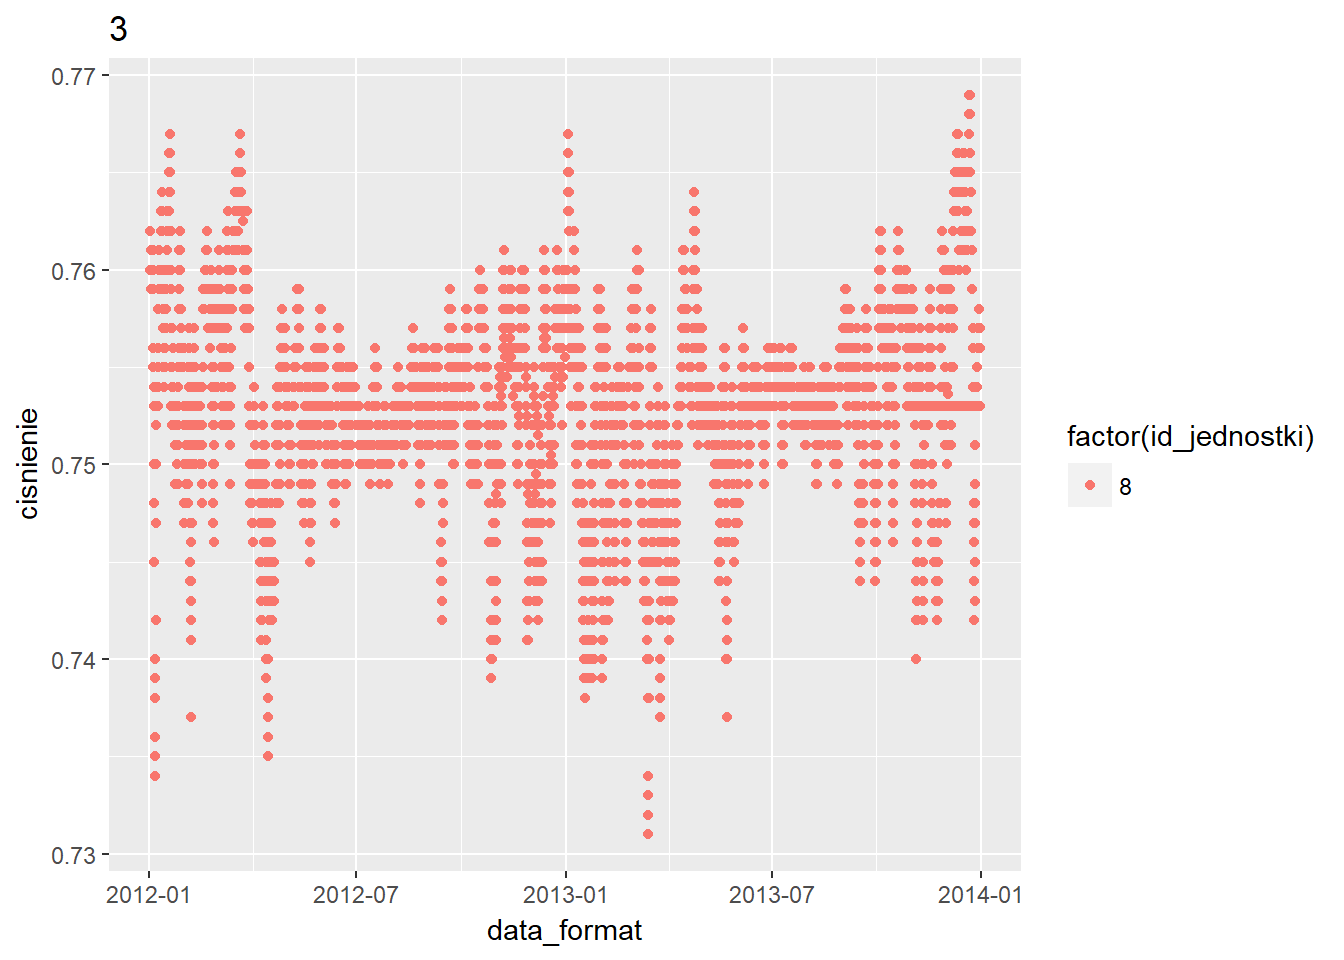 3
0.77
0.76
0.75
0.74
0.73
cisnienie
2012-01 2012-07 2013-01 2013-07 2014-01
data_format
factor(id_jednostki)
8